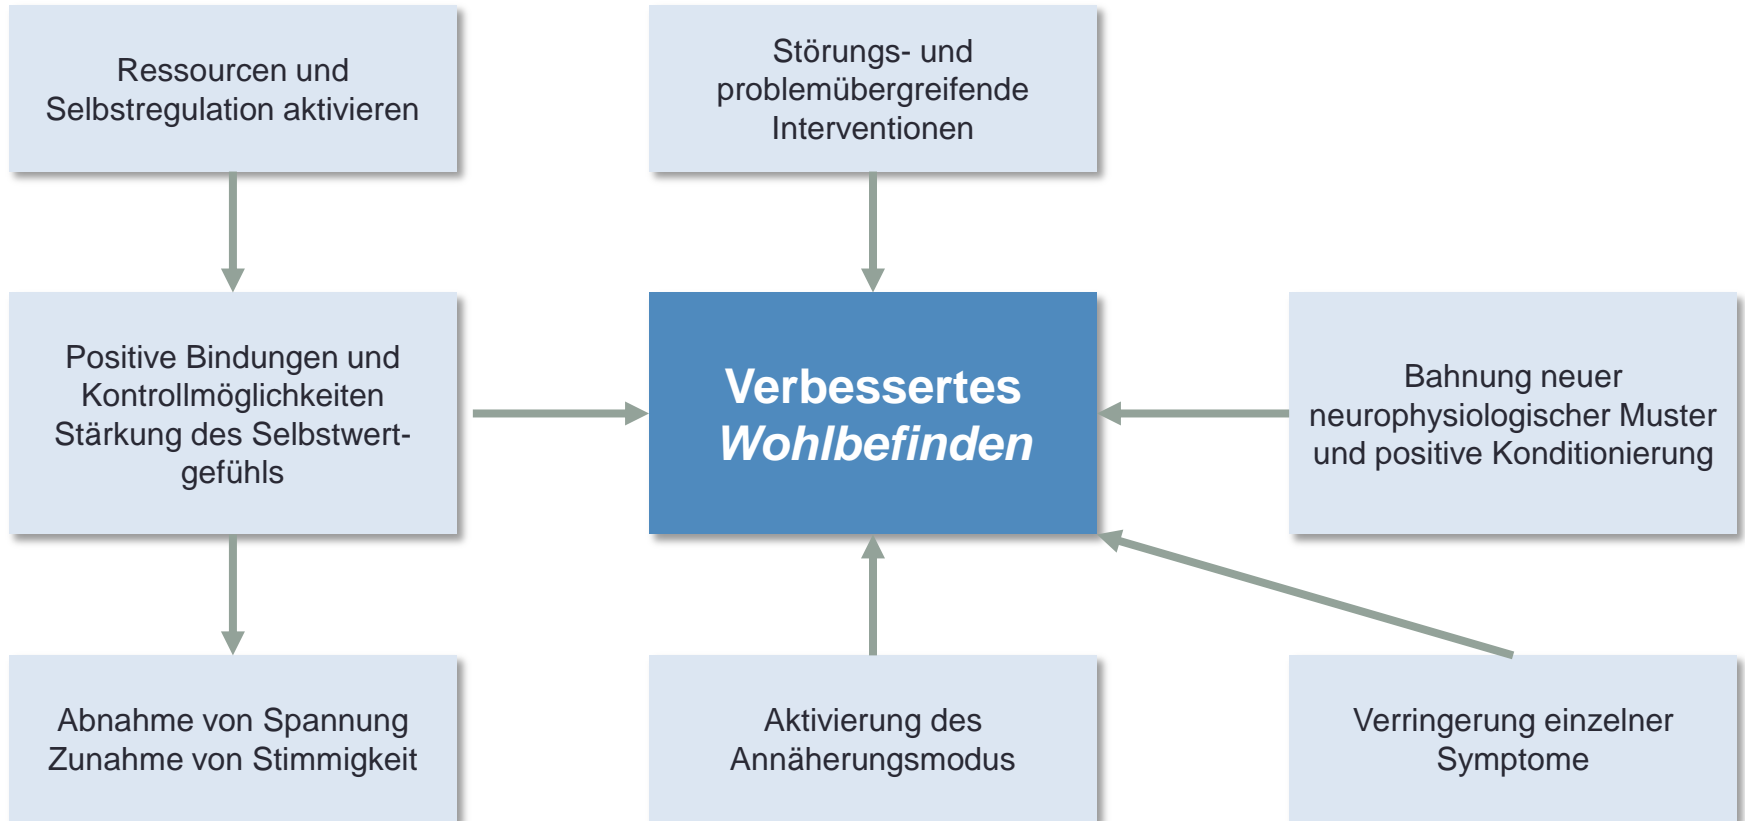 Ressourcen und
Selbstregulation aktivieren
Störungs- und
problemübergreifende
Interventionen
Positive Bindungen und
Kontrollmöglichkeiten
Stärkung des Selbstwert-
gefühls
Verbessertes
Wohlbefinden
Bahnung neuer
neurophysiologischer Muster
und positive Konditionierung
Abnahme von Spannung
Zunahme von Stimmigkeit
Aktivierung des
Annäherungsmodus
Verringerung einzelner
Symptome